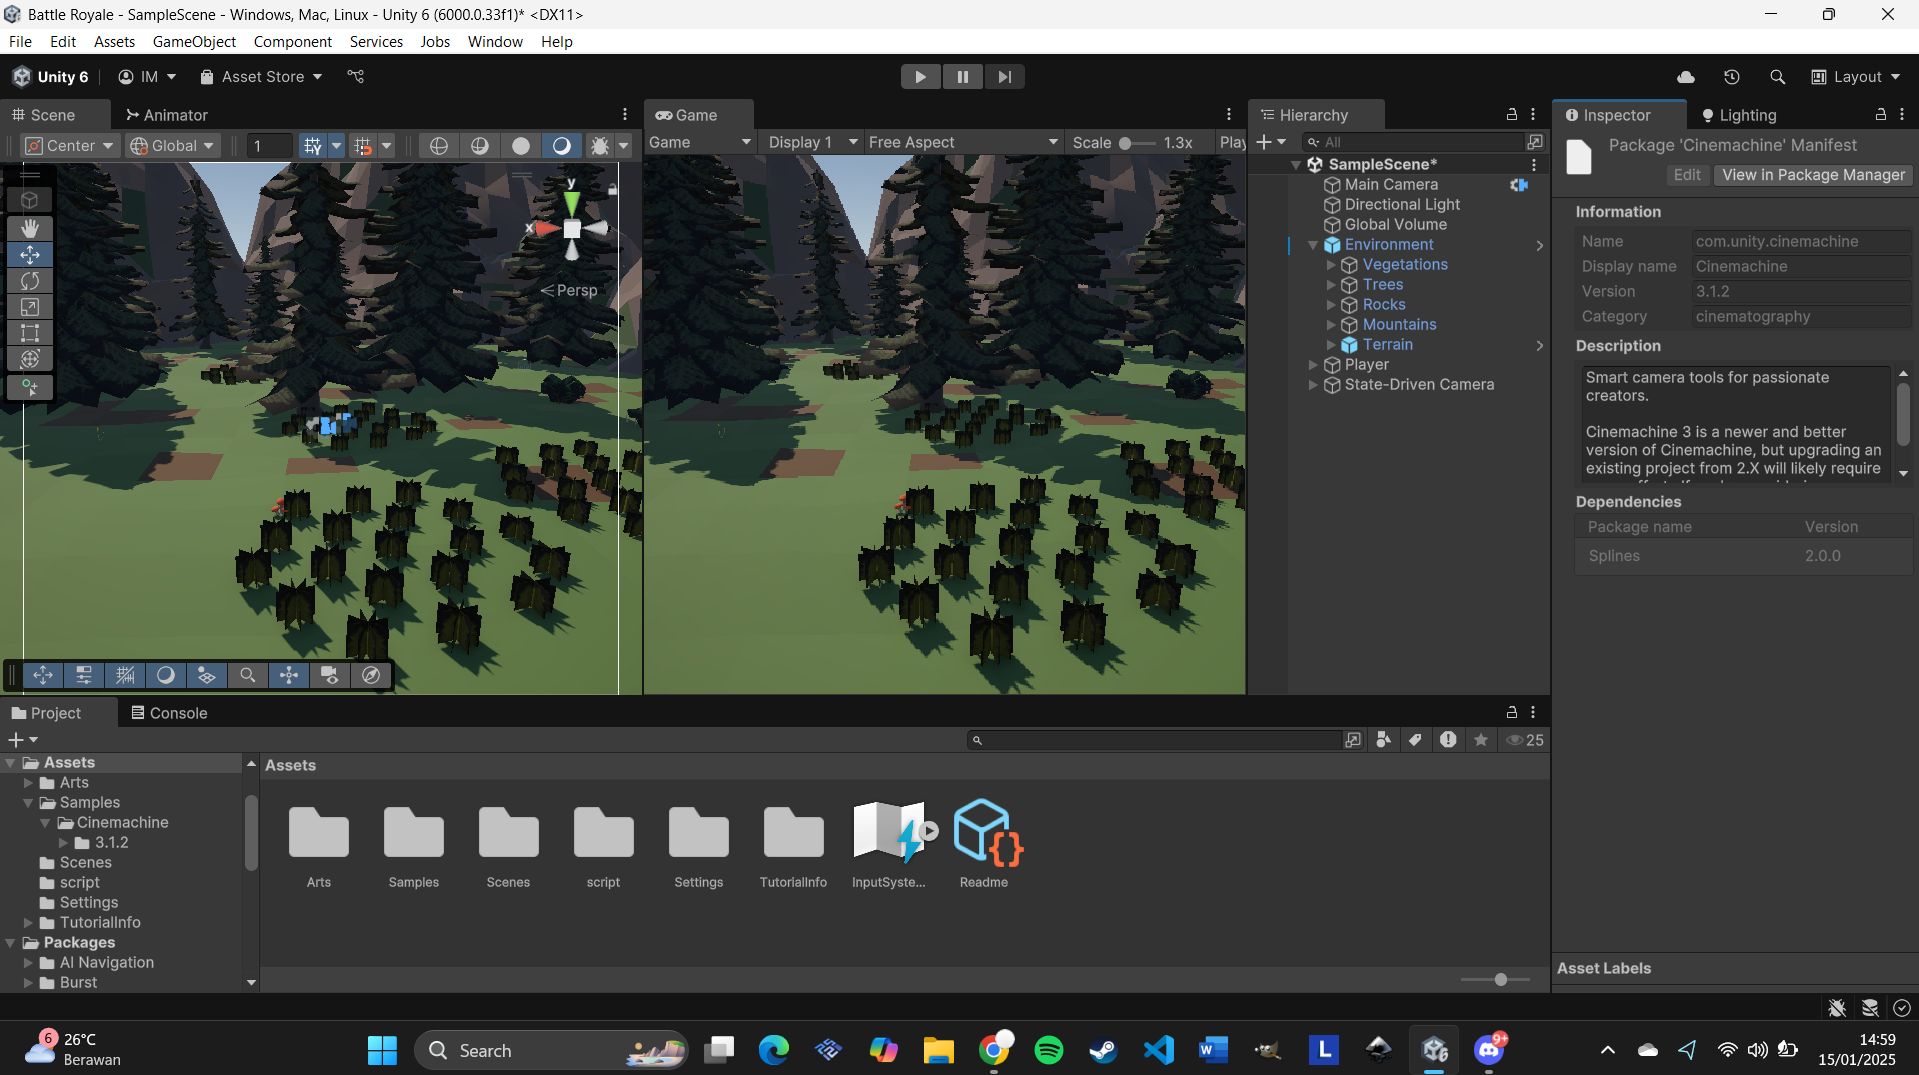 Battle Royale - SampleScene - Windows, Mac, Linux - Unity 6 (6000.0.33f1)* <DX11>
File Edit Assets GameObject Component Services Jobs Window Help
Unity 6 IM Asset Store Layout
Scene Animator
Center Global 1
y
x
Persp
Game
Game Display 1 Free Aspect Scale 1.3x Play
Hierarchy
All
SampleScene*
Main Camera
Directional Light
Global Volume
Environment
Vegetations
Trees
Rocks
Mountains
Terrain
Player
State-Driven Camera
Inspector Lighting
Package 'Cinemachine' Manifest
Edit View in Package Manager
Information
Name com.unity.cinemachine
Display name Cinemachine
Version 3.1.2
Category cinematography
Description
Smart camera tools for passionate
creators.
Cinemachine 3 is a newer and better
version of Cinemachine, but upgrading an
existing project from 2.X will likely require
Dependencies
Package name Version
Splines 2.0.0
Asset Labels
Project Console
25
Assets
Arts
Samples
Cinemachine
3.1.2
Scenes
script
Settings
TutorialInfo
Packages
AI Navigation
Burst
Assets
Arts Samples Scenes script Settings TutorialInfo InputSyste... Readme
6
26°C
Berawan
Search
L
6
9+
14:59
15/01/2025